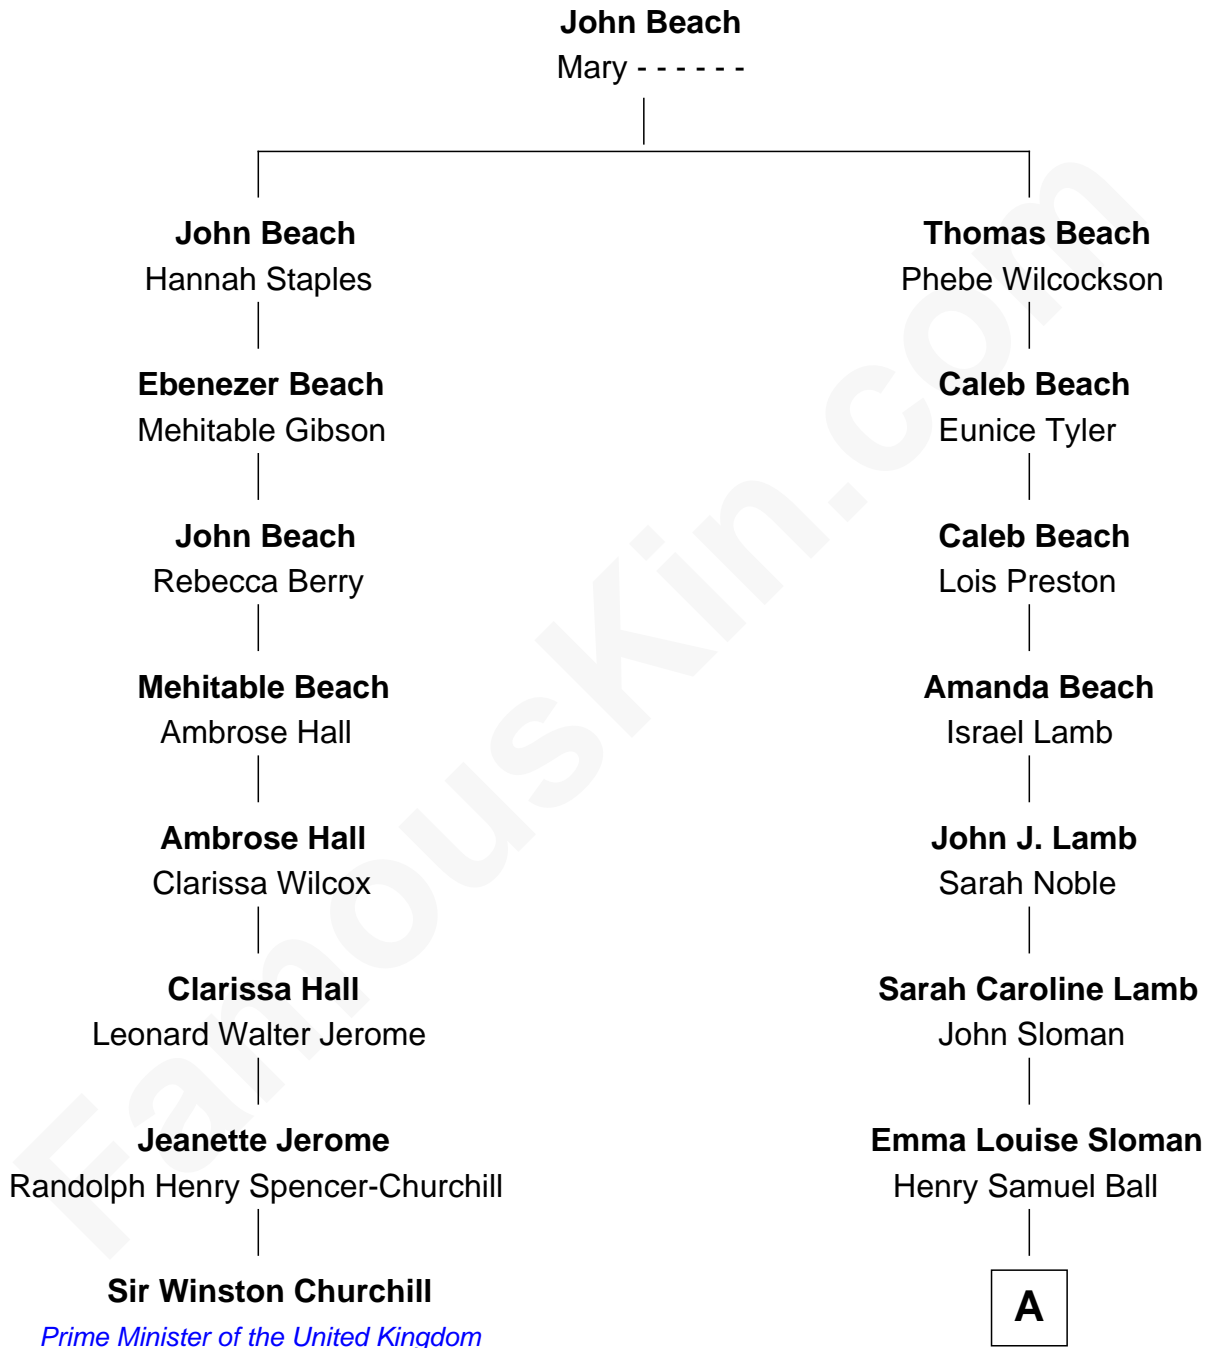 John Beach
Mary - - - - - -
John Beach
Hannah Staples
Thomas Beach
Phebe Wilcockson
Ebenezer Beach
Mehitable Gibson
Caleb Beach
Eunice Tyler
John Beach
Rebecca Berry
Caleb Beach
Lois Preston
Mehitable Beach
Ambrose Hall
Amanda Beach
Israel Lamb
Ambrose Hall
Clarissa Wilcox
John J. Lamb
Sarah Noble
Clarissa Hall
Leonard Walter Jerome
Sarah Caroline Lamb
John Sloman
Jeanette Jerome
Randolph Henry Spencer-Churchill
Emma Louise Sloman
Henry Samuel Ball
Sir Winston Churchill
Prime Minister of the United Kingdom
A
FamousKin.com